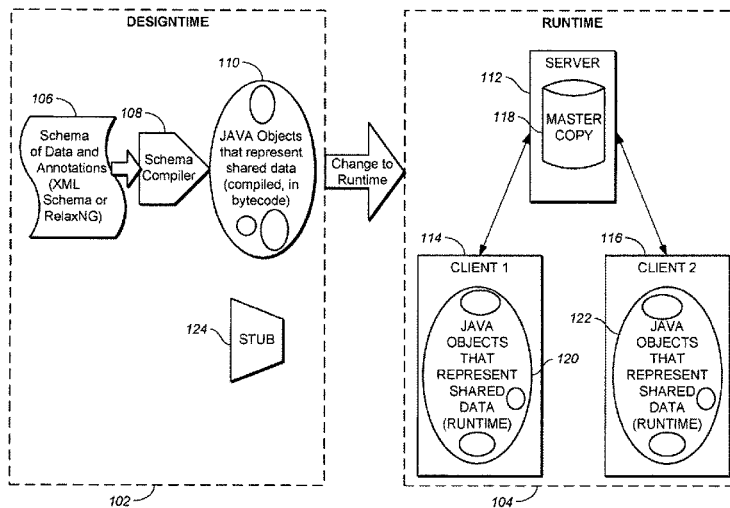 DESIGNTIME
106
Schema
of Data and
Annotations
(XML
Schema or
RelaxNG)
108
Schema
Compiler
110
JAVA Objects
that represent
shared data
(compiled, in
bytecode)
124
STUB
102
Change to
Runtime
RUNTIME
112
SERVER
118
MASTER
COPY
114
CLIENT 1
JAVA
OBJECTS
THAT
REPRESENT
SHARED
DATA
(RUNTIME)
120
116
CLIENT 2
122
JAVA
OBJECTS
THAT
REPRESENT
SHARED
DATA
(RUNTIME)
104